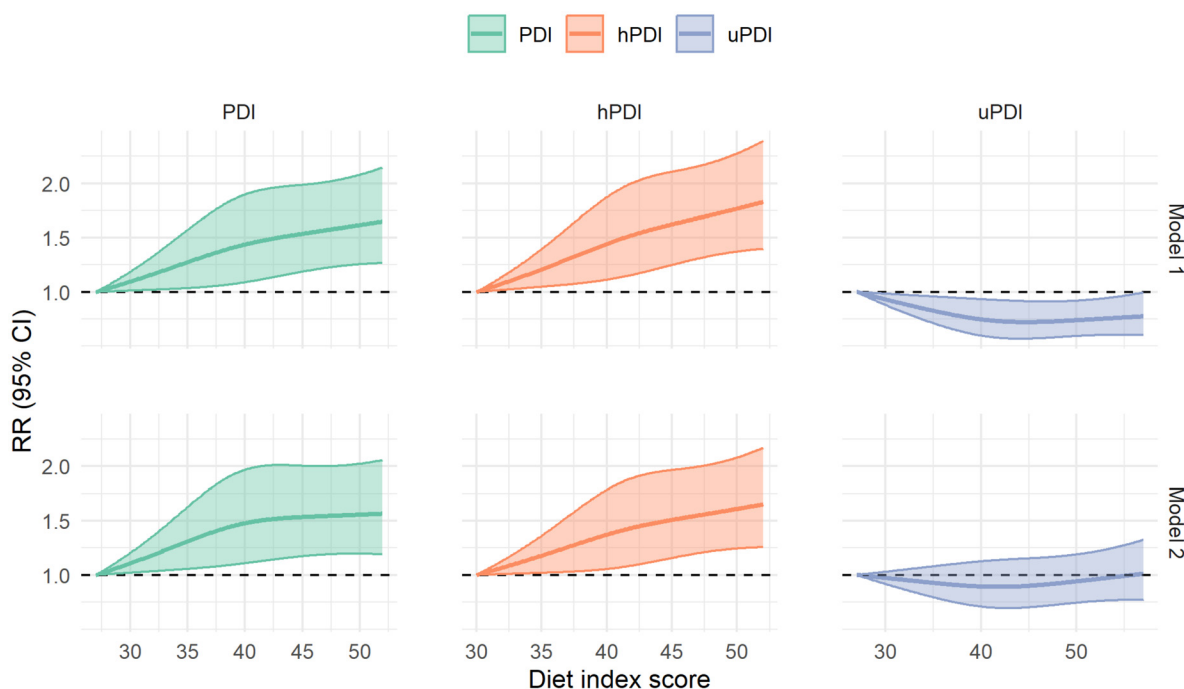 PDI hPDI uPDI
PDI hPDI uPDI
2.0
1.5
1.0
Model 1
RR (95% CI)
2.0
1.5
1.0
Model 2
30 35 40 45 50 30 35 40 45 50 30 40 50
Diet index score